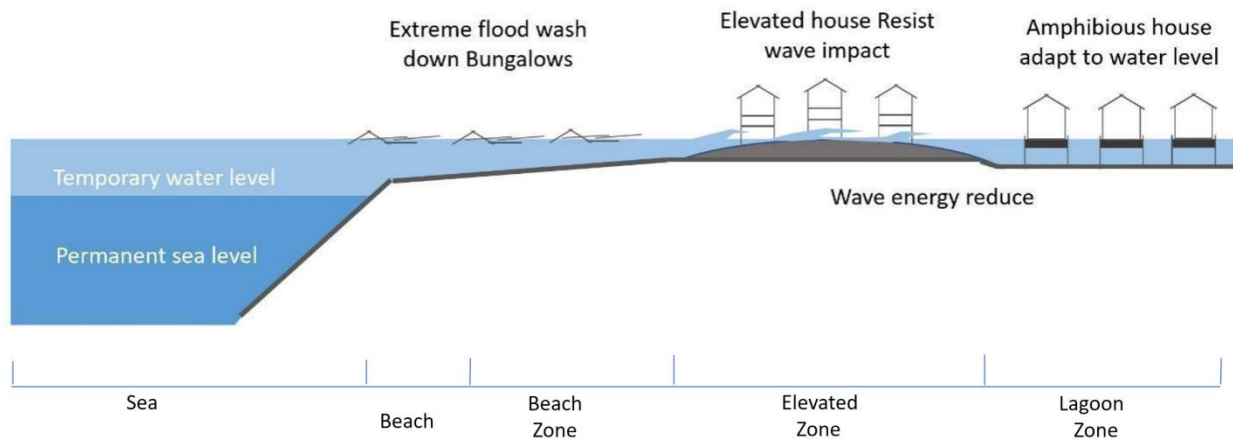 Extreme flood wash
down Bungalows
Elevated house Resist
wave impact
Amphibious house
adapt to water level
Temporary water level
Permanent sea level
Wave energy reduce
Sea
Beach
Beach
Zone
Elevated
Zone
Lagoon
Zone